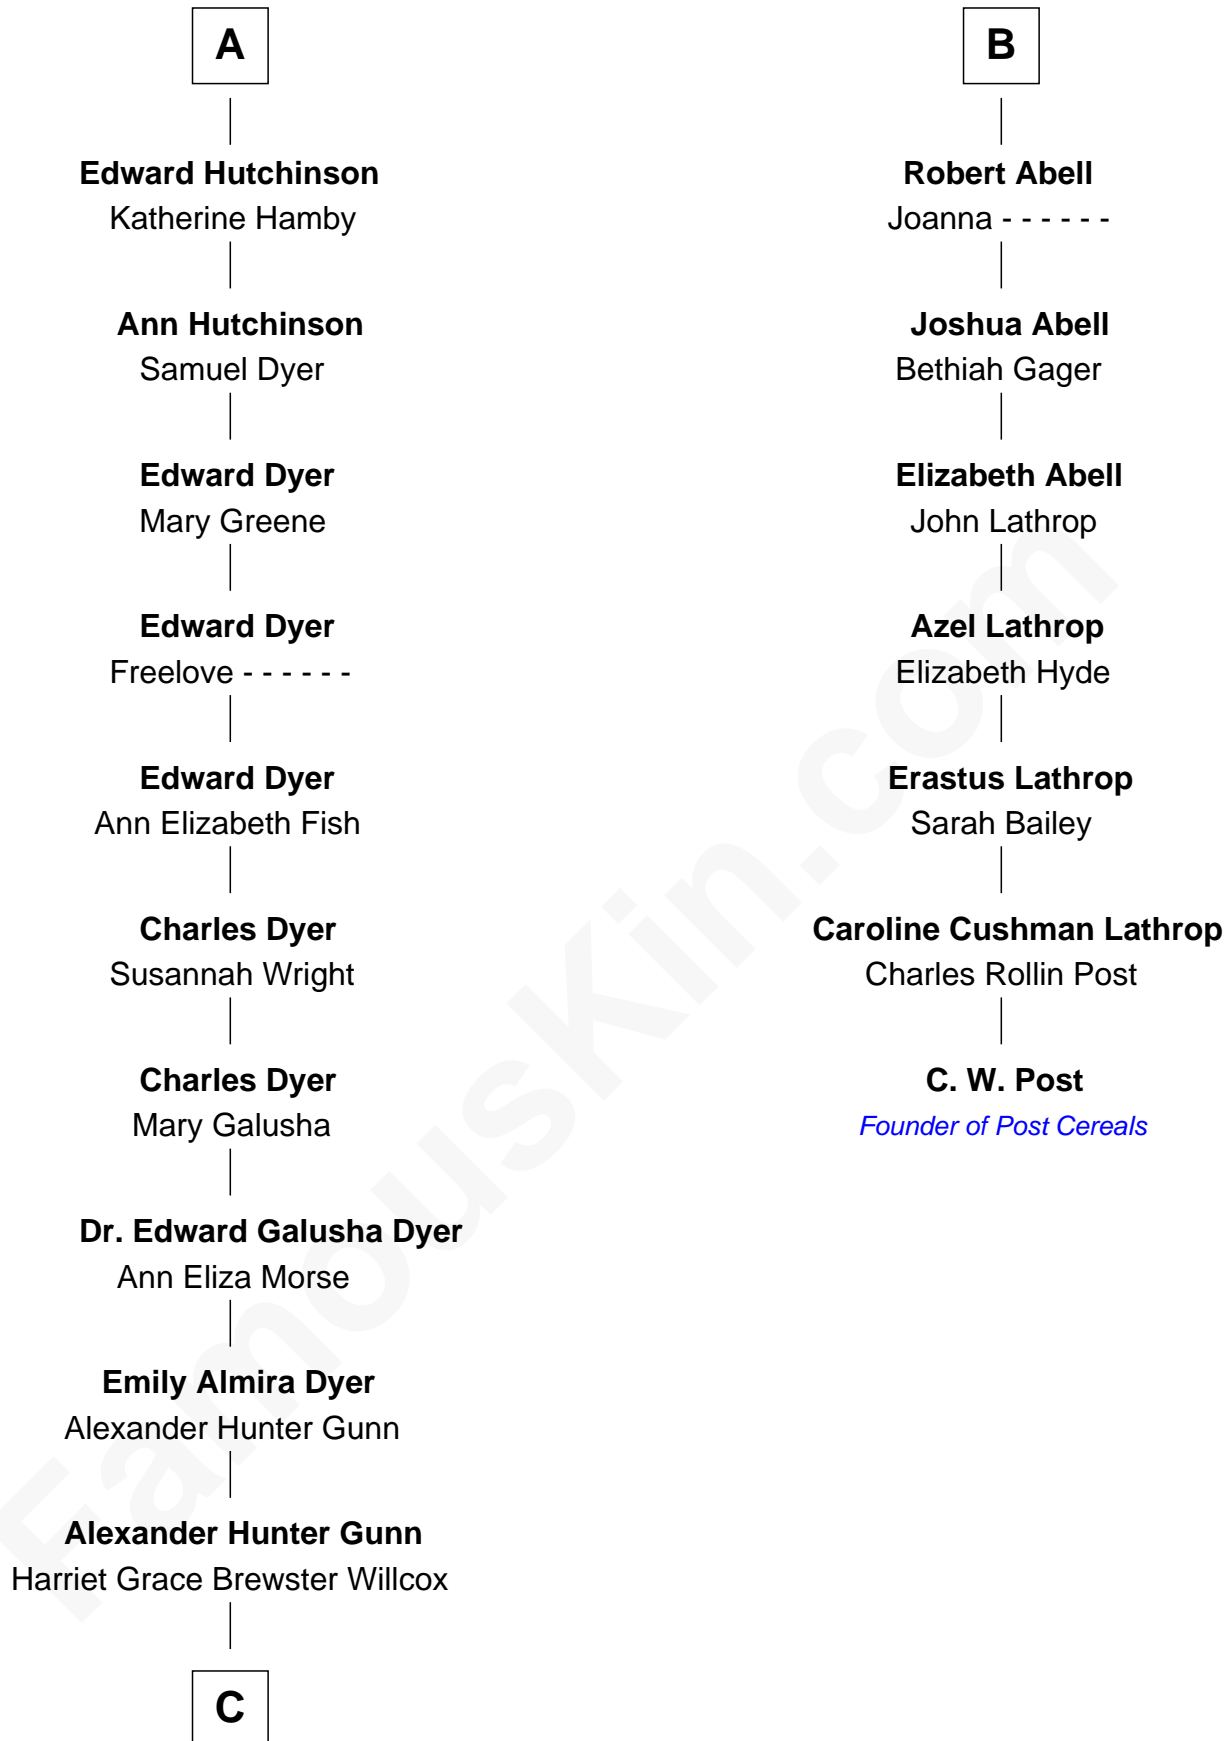 A
Edward Hutchinson
Katherine Hamby
Ann Hutchinson
Samuel Dyer
Edward Dyer
Mary Greene
Edward Dyer
Freelove - - - - - -
Edward Dyer
Ann Elizabeth Fish
Charles Dyer
Susannah Wright
Charles Dyer
Mary Galusha
Dr. Edward Galusha Dyer
Ann Eliza Morse
Emily Almira Dyer
Alexander Hunter Gunn
Alexander Hunter Gunn
Harriet Grace Brewster Willcox
C
B
Robert Abell
Joanna - - - - - -
Joshua Abell
Bethiah Gager
Elizabeth Abell
John Lathrop
Azel Lathrop
Elizabeth Hyde
Erastus Lathrop
Sarah Bailey
Caroline Cushman Lathrop
Charles Rollin Post
C. W. Post
Founder of Post Cereals
FamousKin.com